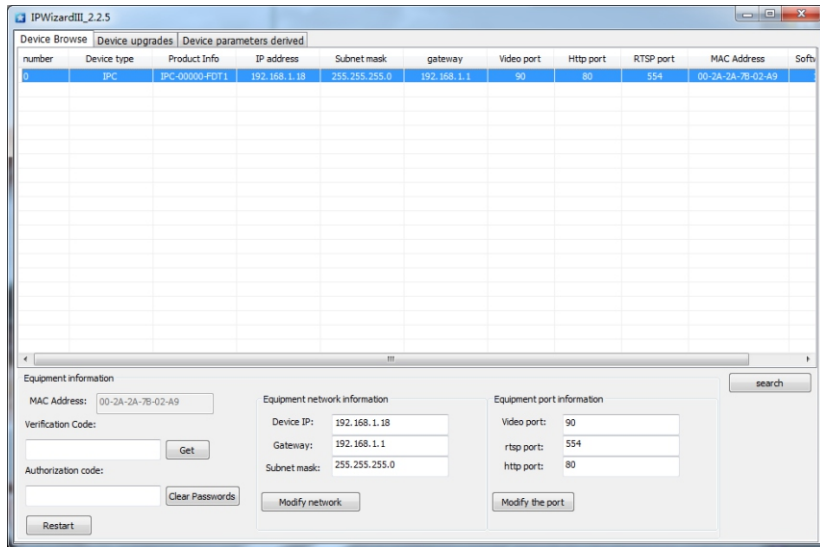 IPWizardIII_2.2.5
Device Browse Device upgrades Device parameters derived
number Device type Product Info IP address Subnet mask gateway Video port Http port RTSP port MAC Address
0 IPC IPC-00000-FDT1 192.168.1.18 255.255.255.0 192.168.1.1 90 80 554 00-2A-2A-7B-02-A9
Equipment information
search
MAC Address: 00-2A-2A-7B-02-A9
Equipment network information
Equipment port information
Verification Code:
Device IP: 192.168.1.18
Video port: 90
Get
Gateway: 192.168.1.1
rtsp port: 554
Authorization code:
Subnet mask: 255.255.255.0
http port: 80
Clear Passwords
Modify network
Modify the port
Restart